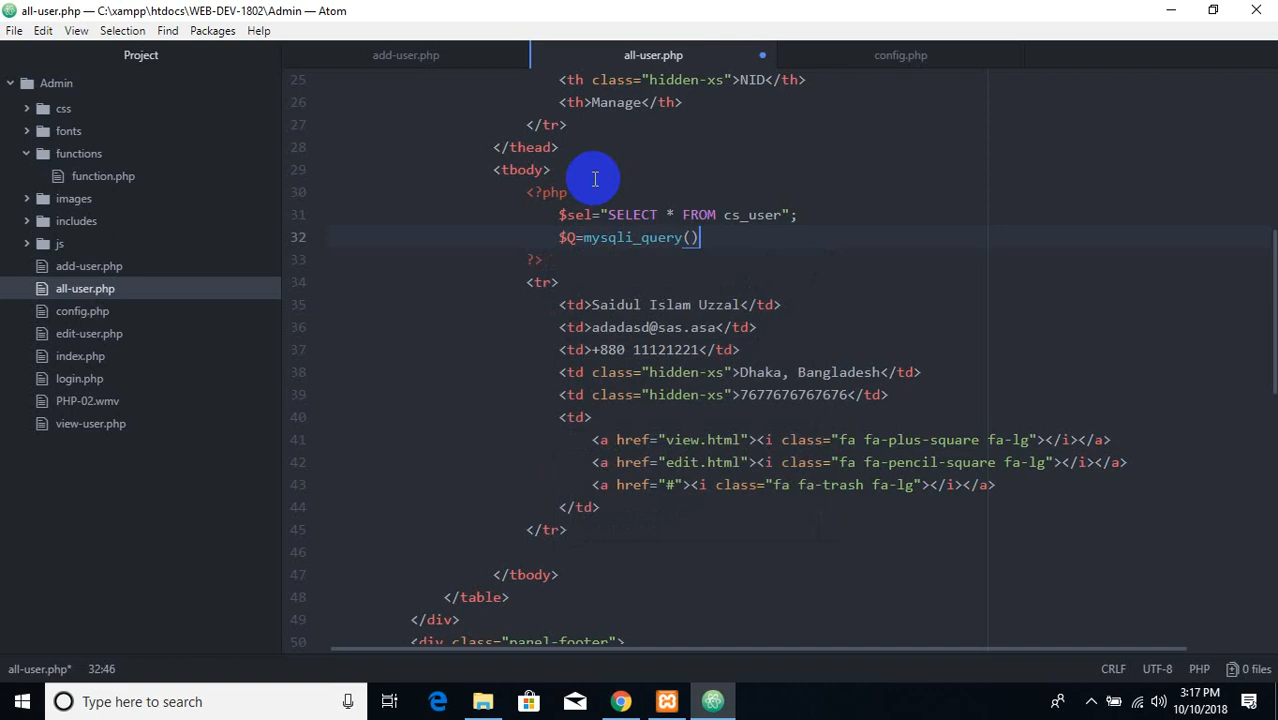 all-user.php — C:\xampp\htdocs\WEB-DEV-1802\Admin — Atom
File Edit View Selection Find Packages Help
Project
add-user.php all-user.php config.php
Admin
css
fonts
functions
function.php
images
includes
js
add-user.php
all-user.php
config.php
edit-user.php
index.php
login.php
PHP-02.wmv
view-user.php
25 <th class="hidden-xs">NID</th>
26 <th>Manage</th>
27 </tr>
28 </thead>
29 <tbody>
30 <?php
31 $sel="SELECT * FROM cs_user";
32 $Q=mysqli_query()
33 ?>
34 <tr>
35 <td>Saidul Islam Uzzal</td>
36 <td>adadasd@sas.asa</td>
37 <td>+880 11121221</td>
38 <td class="hidden-xs">Dhaka, Bangladesh</td>
39 <td class="hidden-xs">7677676767676</td>
40 <td>
41 <a href="view.html"><i class="fa fa-plus-square fa-lg"></i></a>
42 <a href="edit.html"><i class="fa fa-pencil-square fa-lg"></i></a>
43 <a href="#"><i class="fa fa-trash fa-lg"></i></a>
44 </td>
45 </tr>
46
47 </tbody>
48 </table>
49 </div>
50 <div class="panel-footer">
all-user.php* 32:46 CRLF UTF-8 PHP 0 files
Type here to search
3:17 PM
10/10/2018